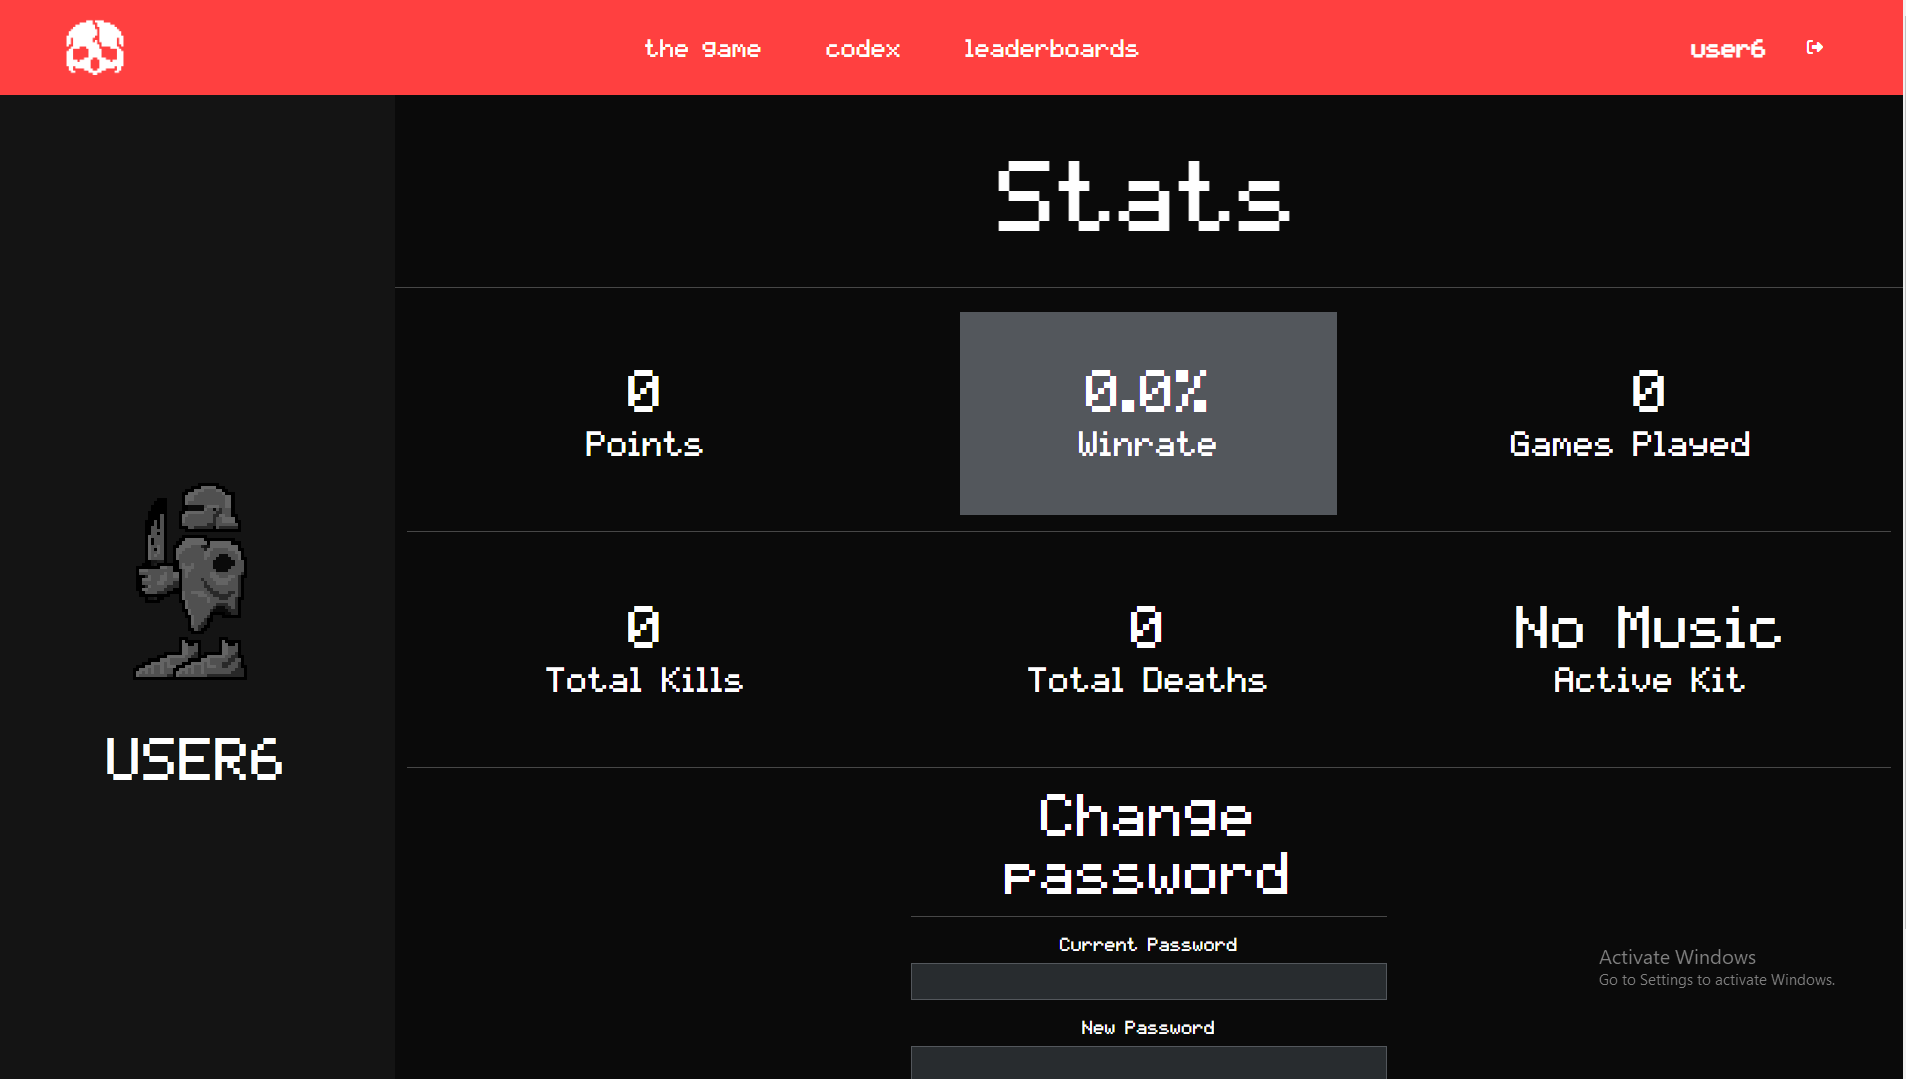 the game codex leaderboards user6
Stats
0 0.0% 0
Points Winrate Games Played
0 0 No Music
Total Kills Total Deaths Active Kit
USER6
Change
password
Current Password
Activate Windows
Go to Settings to activate Windows.
New Password